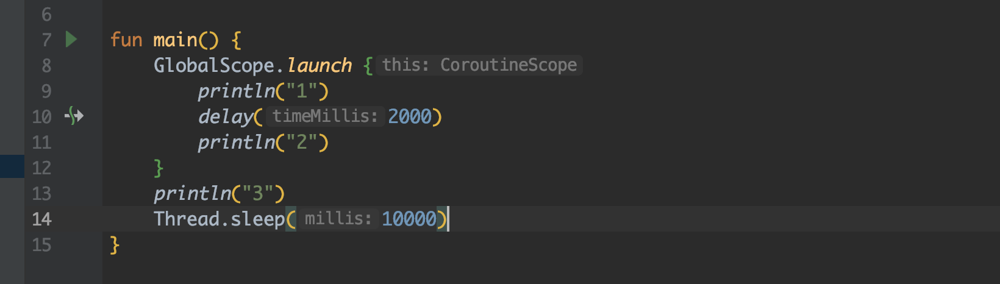 6
7 fun main() {
8 GlobalScope.launch { this: CoroutineScope
9 println("1")
10 delay( timeMillis: 2000)
11 println("2")
12 }
13 println("3")
14 Thread.sleep( millis: 10000)
15 }